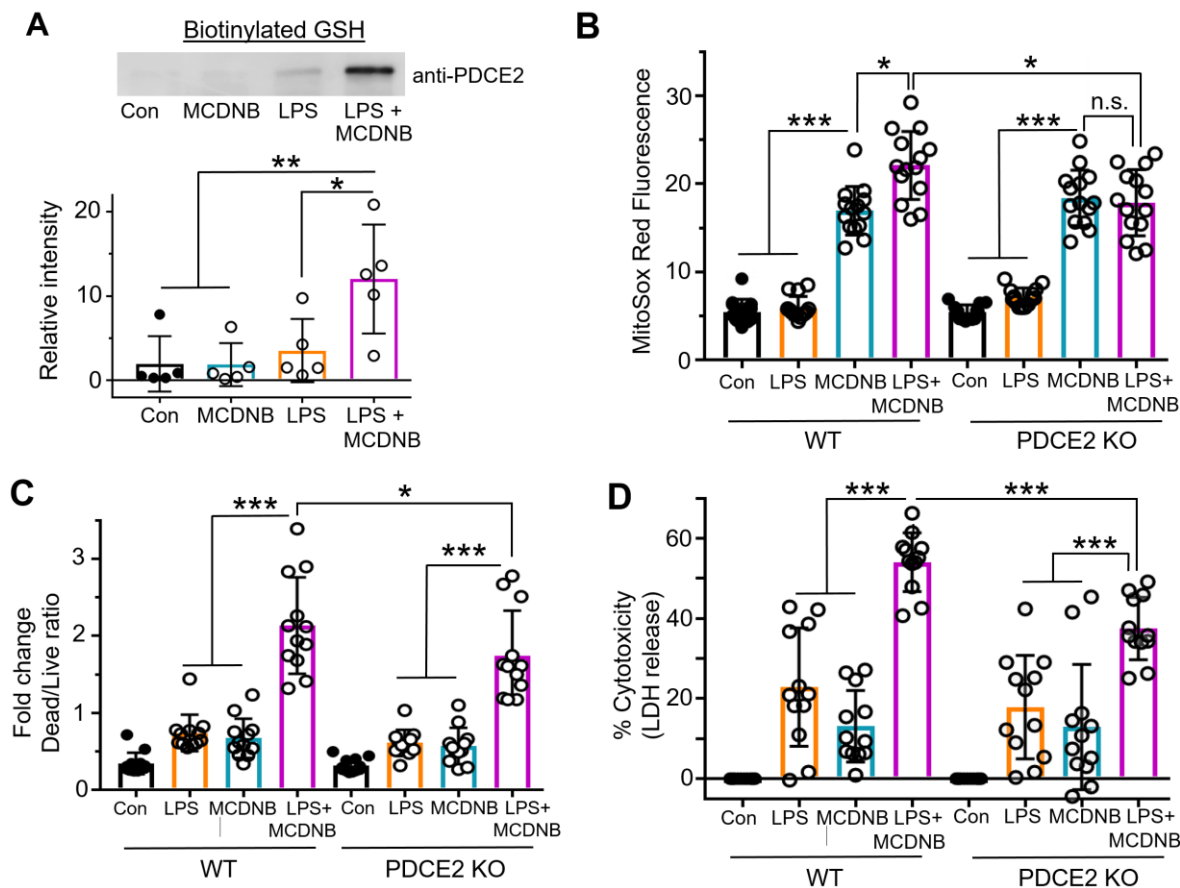 A
Biotinylated GSH
anti-PDCE2
Con MCDNB LPS LPS +
MCDNB
**
*
20
10
0
Relative intensity
Con MCDNB LPS LPS +
MCDNB
B
*
*
***
***
n.s.
30
20
10
0
MitoSox Red Fluorescence
Con LPS MCDNB LPS+
MCDNB
Con LPS MCDNB LPS+
MCDNB
WT
PDCE2 KO
C
***
*
***
3
2
1
0
Fold change
Dead/Live ratio
Con LPS MCDNB LPS+
MCDNB
Con LPS MCDNB LPS+
MCDNB
WT
PDCE2 KO
D
***
***
***
60
40
20
0
% Cytotoxicity
(LDH release)
Con LPS MCDNB LPS+
MCDNB
Con LPS MCDNB LPS+
MCDNB
WT
PDCE2 KO